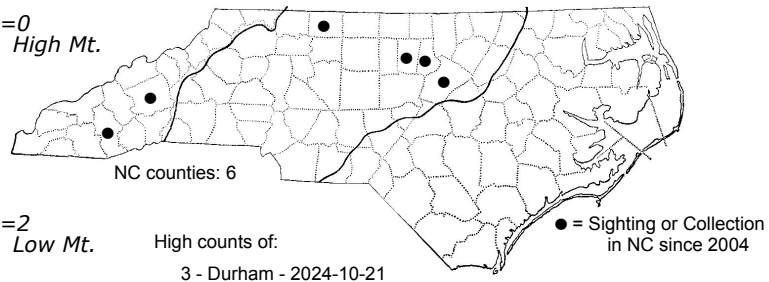 =0
High Mt.
NC counties: 6
=2
Low Mt.
High counts of:
3 - Durham - 2024-10-21
● = Sighting or Collection
in NC since 2004